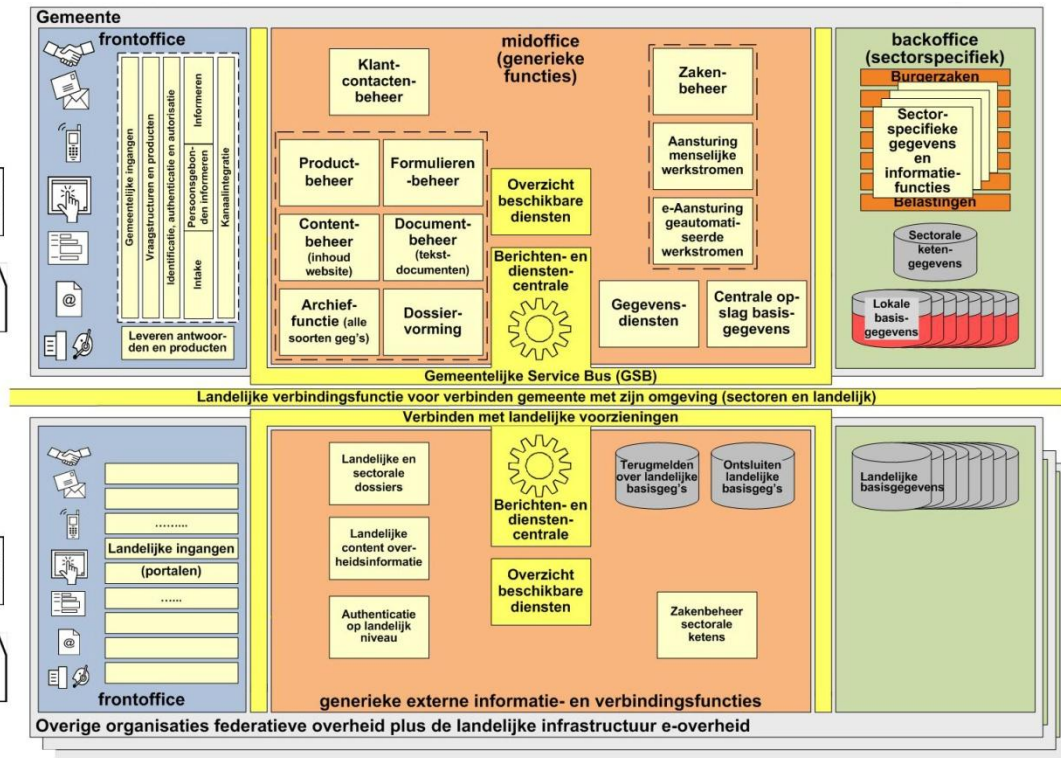 Gemeente
frontoffice
Gemeentelijke ingangen
Vraagstructuren en producten
Identificatie, authenticatie en autorisatie
Informeren
Persoonsgebon-
den informeren
Intake
Kanaalintegratie
@
Leveren antwoor-
den en producten
midoffice
(generieke
functies)
Klant-
contacten-
beheer
Product-
beheer
Formulieren
-beheer
Content-
beheer
(inhoud
website)
Document-
beheer
(tekst-
documenten)
Archief-
functie (alle
soorten geg's)
Dossier-
vorming
Overzicht
beschikbare
diensten
Berichten- en
diensten-
centrale
Zaken-
beheer
Aansturing
menselijke
werkstromen
e-Aansturing
geautomati-
seerde
werkstromen
Gegevens-
diensten
Centrale op-
slag basis-
gegevens
backoffice
(sectorspecifiek)
Burgerzaken
Sector-
specifieke
gegevens
en
informatie-
functies
Belastingen
Sectorale
keten-
gegevens
Lokale
basis-
gegevens
Gemeentelijke Service Bus (GSB)
Landelijke verbindingsfunctie voor verbinden gemeente met zijn omgeving (sectoren en landelijk)
Verbinden met landelijke voorzieningen
………
Landelijke ingangen
(portalen)
……
@
frontoffice
Landelijke en
sectorale
dossiers
Landelijke
content over-
heidsinformatie
Authenticatie
op landelijk
niveau
Berichten- en
diensten-
centrale
Overzicht
beschikbare
diensten
Terugmelden
over landelijke
basisgeg's
Ontsluiten
landelijke
basisgeg's
Zakenbeheer
sectorale
ketens
generieke externe informatie- en verbindingsfuncties
Landelijke
basisgegevens
Overige organisaties federatieve overheid plus de landelijke infrastructuur e-overheid